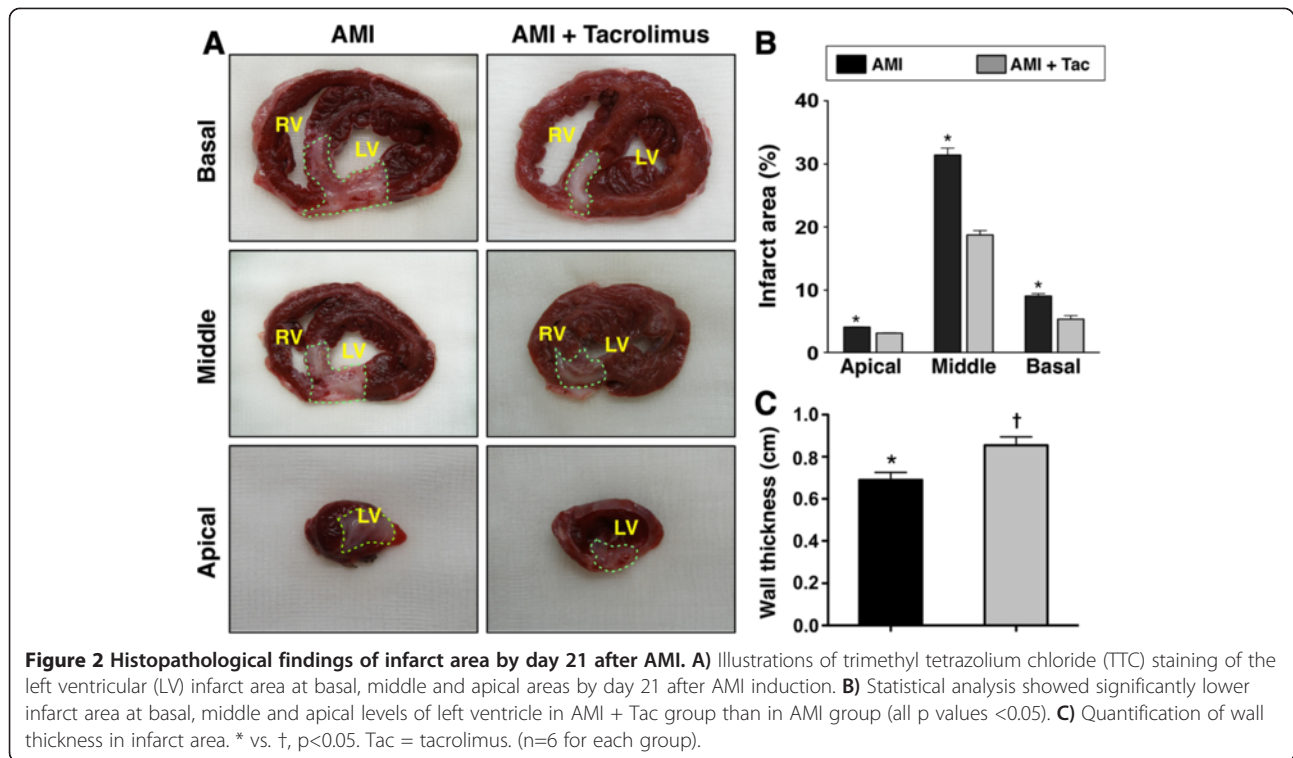 A
AMI
AMI + Tacrolimus
Basal
RV
LV
RV
LV
Middle
RV
LV
RV
LV
Apical
LV
LV
B
AMI
AMI + Tac
Infarct area (%)
40
30
20
10
0
*
*
*
Apical
Middle
Basal
C
Wall thickness (cm)
1.0
0.8
0.6
0.4
0.2
0.0
*
†
Figure 2 Histopathological findings of infarct area by day 21 after AMI. A) Illustrations of trimethyl tetrazolium chloride (TTC) staining of the
left ventricular (LV) infarct area at basal, middle and apical areas by day 21 after AMI induction. B) Statistical analysis showed significantly lower
infarct area at basal, middle and apical levels of left ventricle in AMI + Tac group than in AMI group (all p values <0.05). C) Quantification of wall
thickness in infarct area. * vs. †, p<0.05. Tac = tacrolimus. (n=6 for each group).